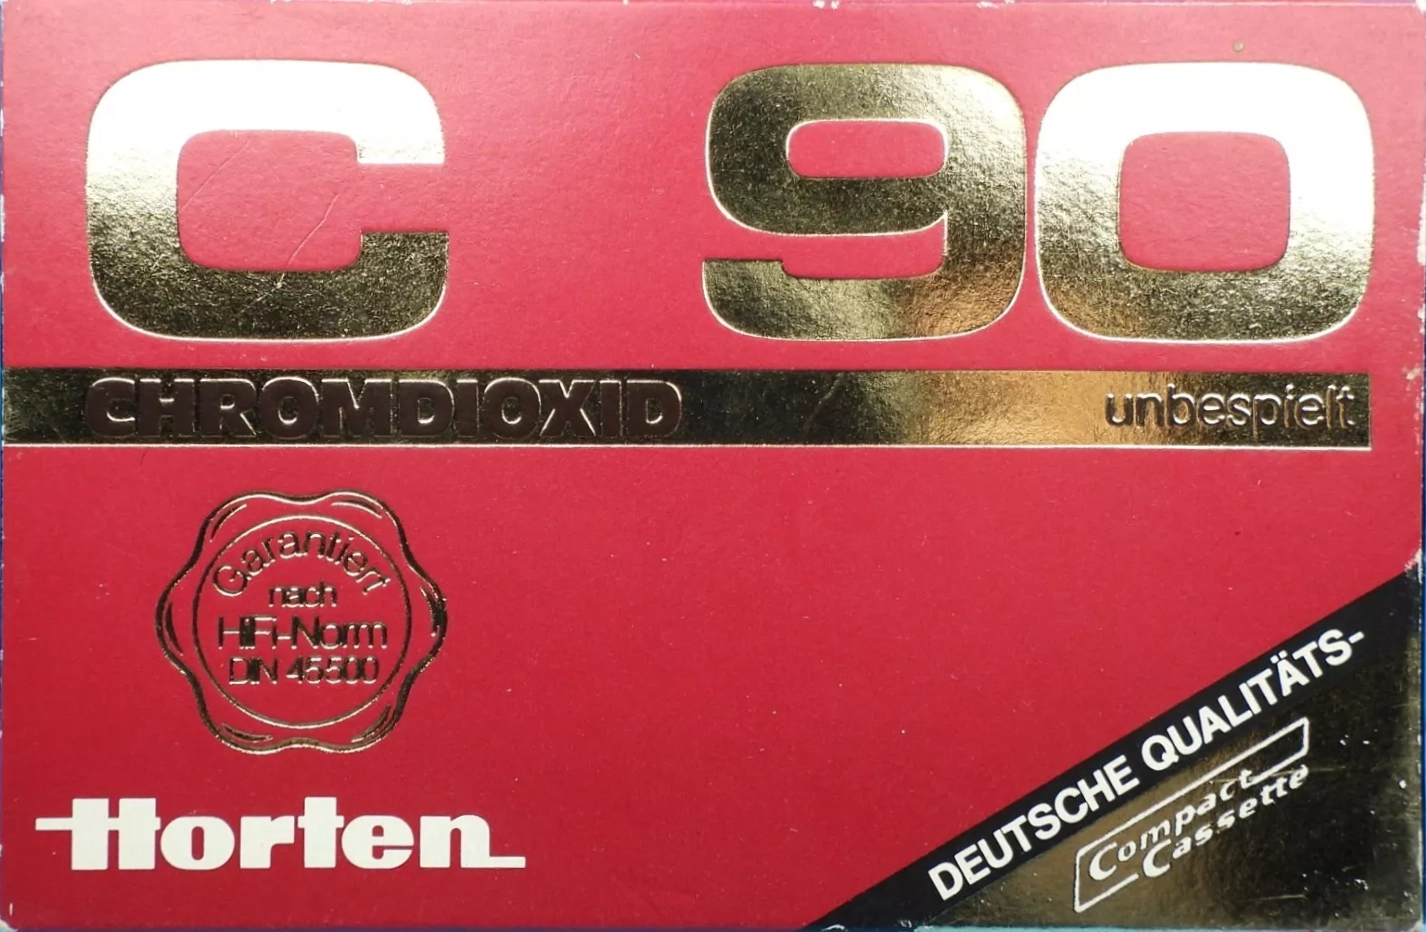 C 90
CHROMDIOXID unbespielt
Garantiert
nach
HiFi-Norm
DIN 45500
Horten
DEUTSCHE QUALITÄTS-
Compact
Cassette